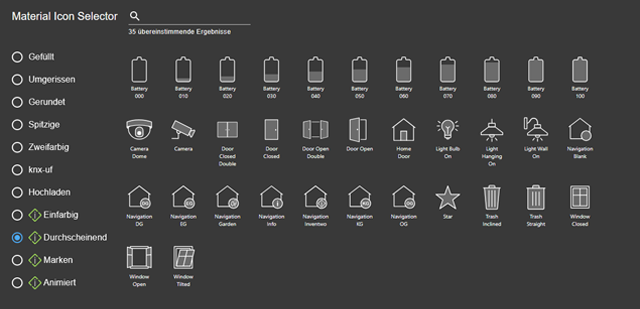 Material Icon Selector
35 übereinstimmende Ergebnisse
Gefüllt
Umgerissen
Gerundet
Spitzige
Zweifarbig
knx-uf
Hochladen
Einfarbig
Durchscheinend
Marken
Animiert
Battery 000
Battery 010
Battery 020
Battery 030
Battery 040
Battery 050
Battery 060
Battery 070
Battery 080
Battery 090
Battery 100
Camera Dome
Camera
Door Closed Double
Door Closed
Door Open Double
Door Open
Home Door
Light Bulb On
Light Hanging On
Light Wall On
Navigation Blank
Navigation DG
Navigation EG
Navigation Garden
Navigation Info
Navigation Inventwo
Navigation KG
Navigation OG
Star
Trash Inclined
Trash Straight
Window Closed
Window Open
Window Tilted